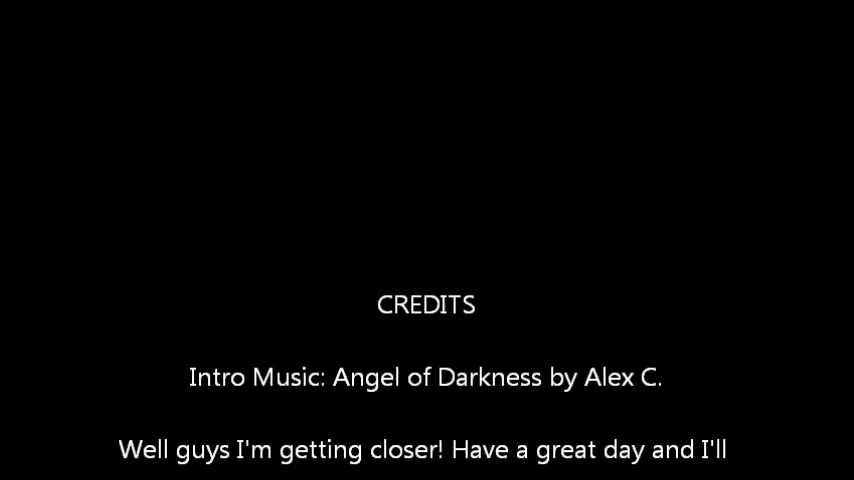 CREDITS
Intro Music: Angel of Darkness by Alex C.
Well guys I'm getting closer! Have a great day and I'll